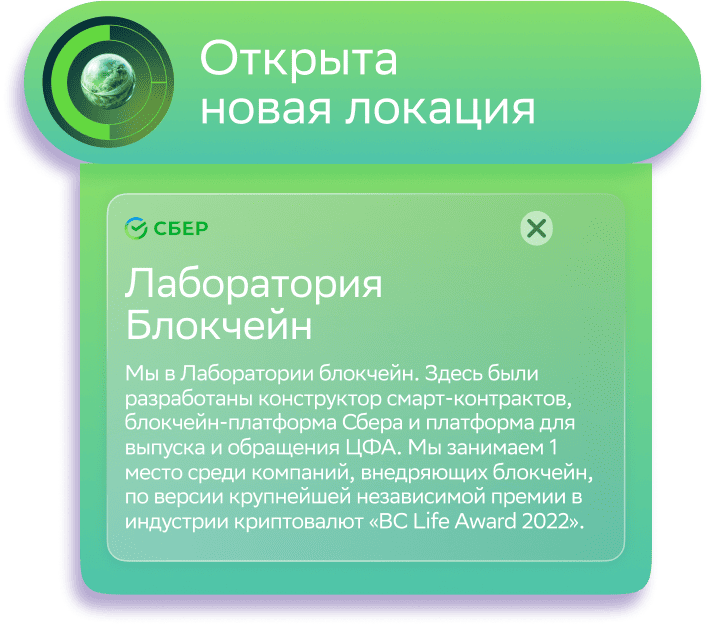 Открыта
новая локация
СБЕР
Лаборатория
Блокчейн
Мы в Лаборатории блокчейн. Здесь были
разработаны конструктор смарт-контрактов,
блокчейн-платформа Сбера и платформа для
выпуска и обращения ЦФА. Мы занимаем 1
место среди компаний, внедряющих блокчейн,
по версии крупнейшей независимой премии в
индустрии криптовалют «BC Life Award 2022».